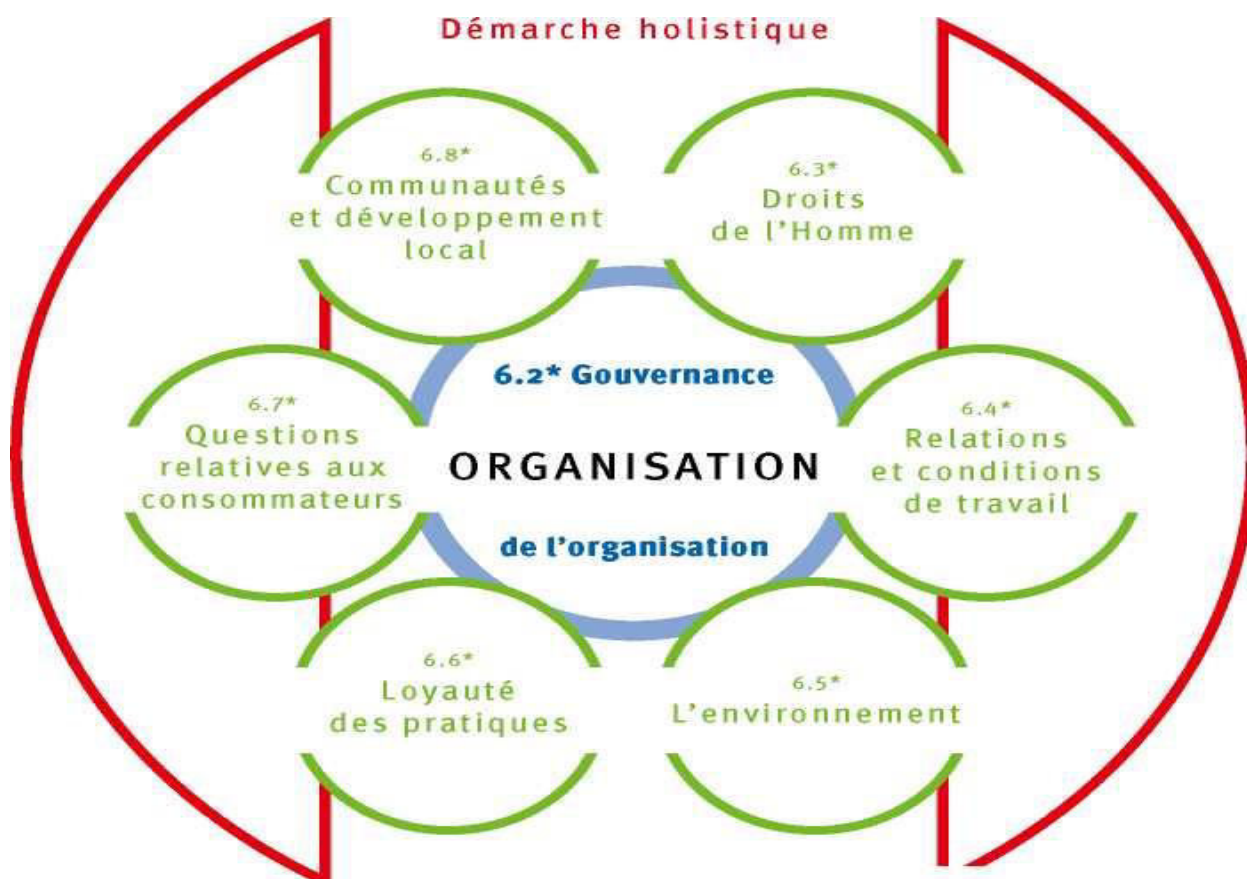 Démarche holistique
6.8*
Communautés
et développement
local
6.3*
Droits
de l'Homme
6.2* Gouvernance
6.7*
Questions
relatives aux
consommateurs
ORGANISATION
6.4*
Relations
et conditions
de travail
de l'organisation
6.6*
Loyauté
des pratiques
6.5*
L'environnement